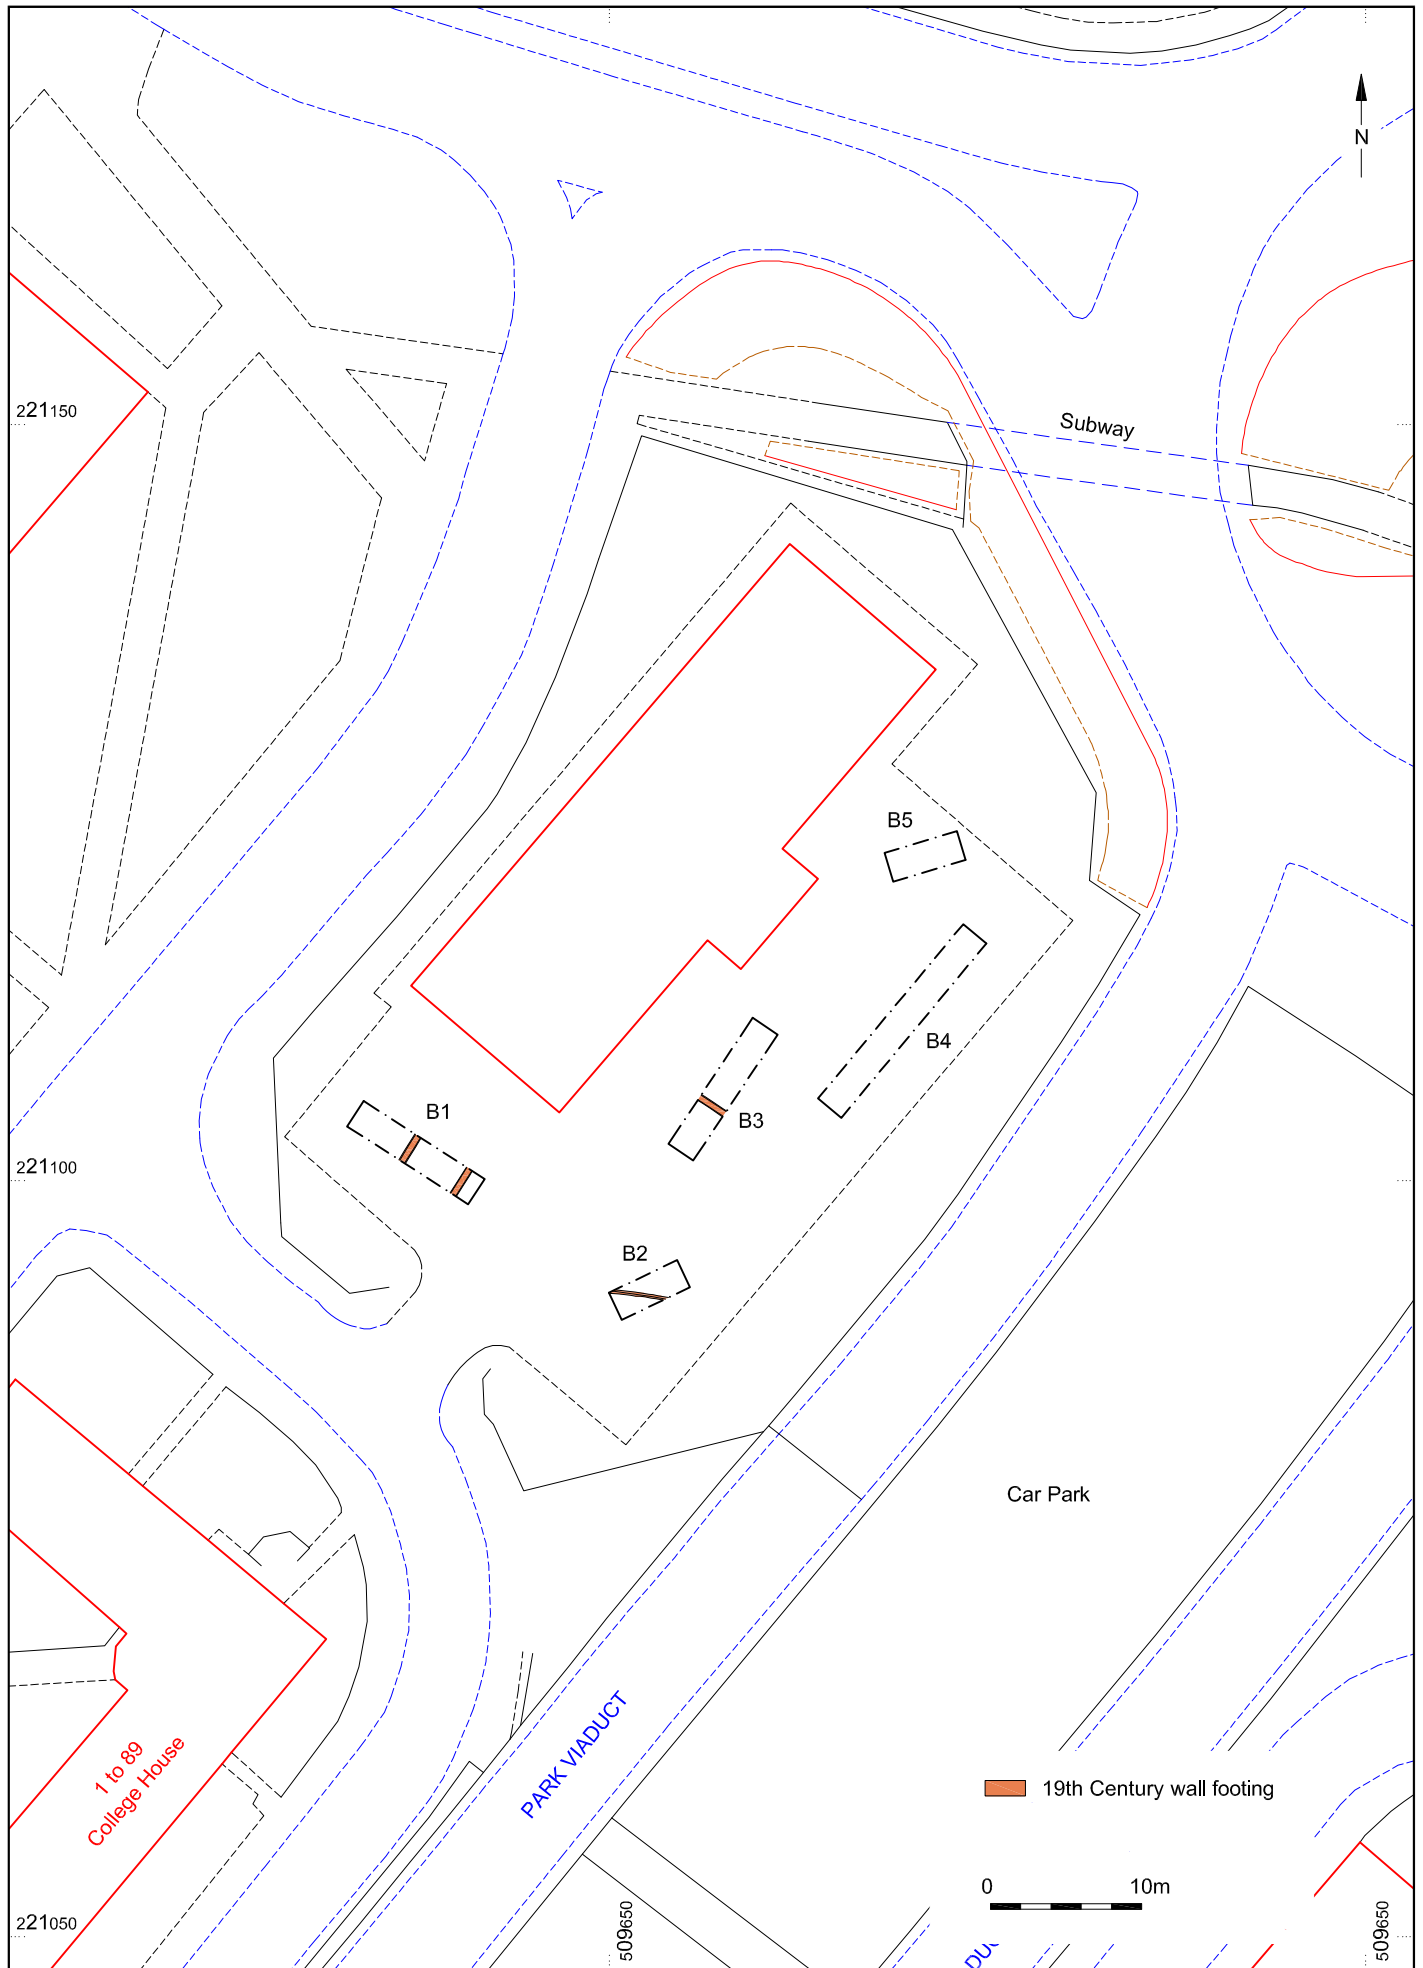 N
221150
Subway
B5
B4
B1
B3
221100
B2
Car Park
1 to 89
College House
PARK VIADUCT
19th Century wall footing
0 10m
221050
509650
509650